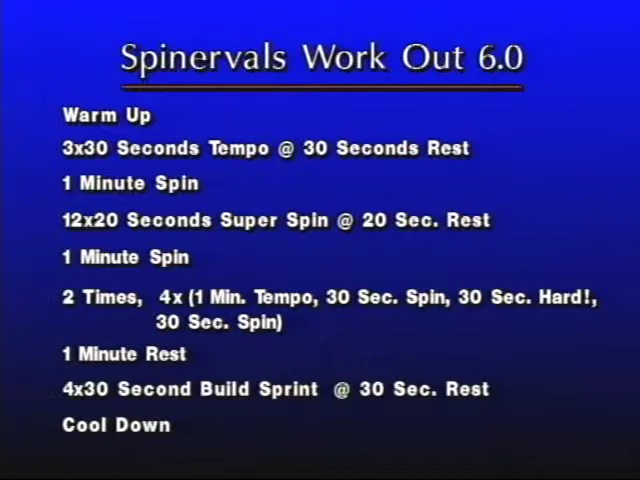 Spinervals Work Out 6.0
Warm Up
3x30 Seconds Tempo @ 30 Seconds Rest
1 Minute Spin
12x20 Seconds Super Spin @ 20 Sec. Rest
1 Minute Spin
2 Times, 4x (1 Min. Tempo, 30 Sec. Spin, 30 Sec. Hard!,
30 Sec. Spin)
1 Minute Rest
4x30 Second Build Sprint @ 30 Sec. Rest
Cool Down